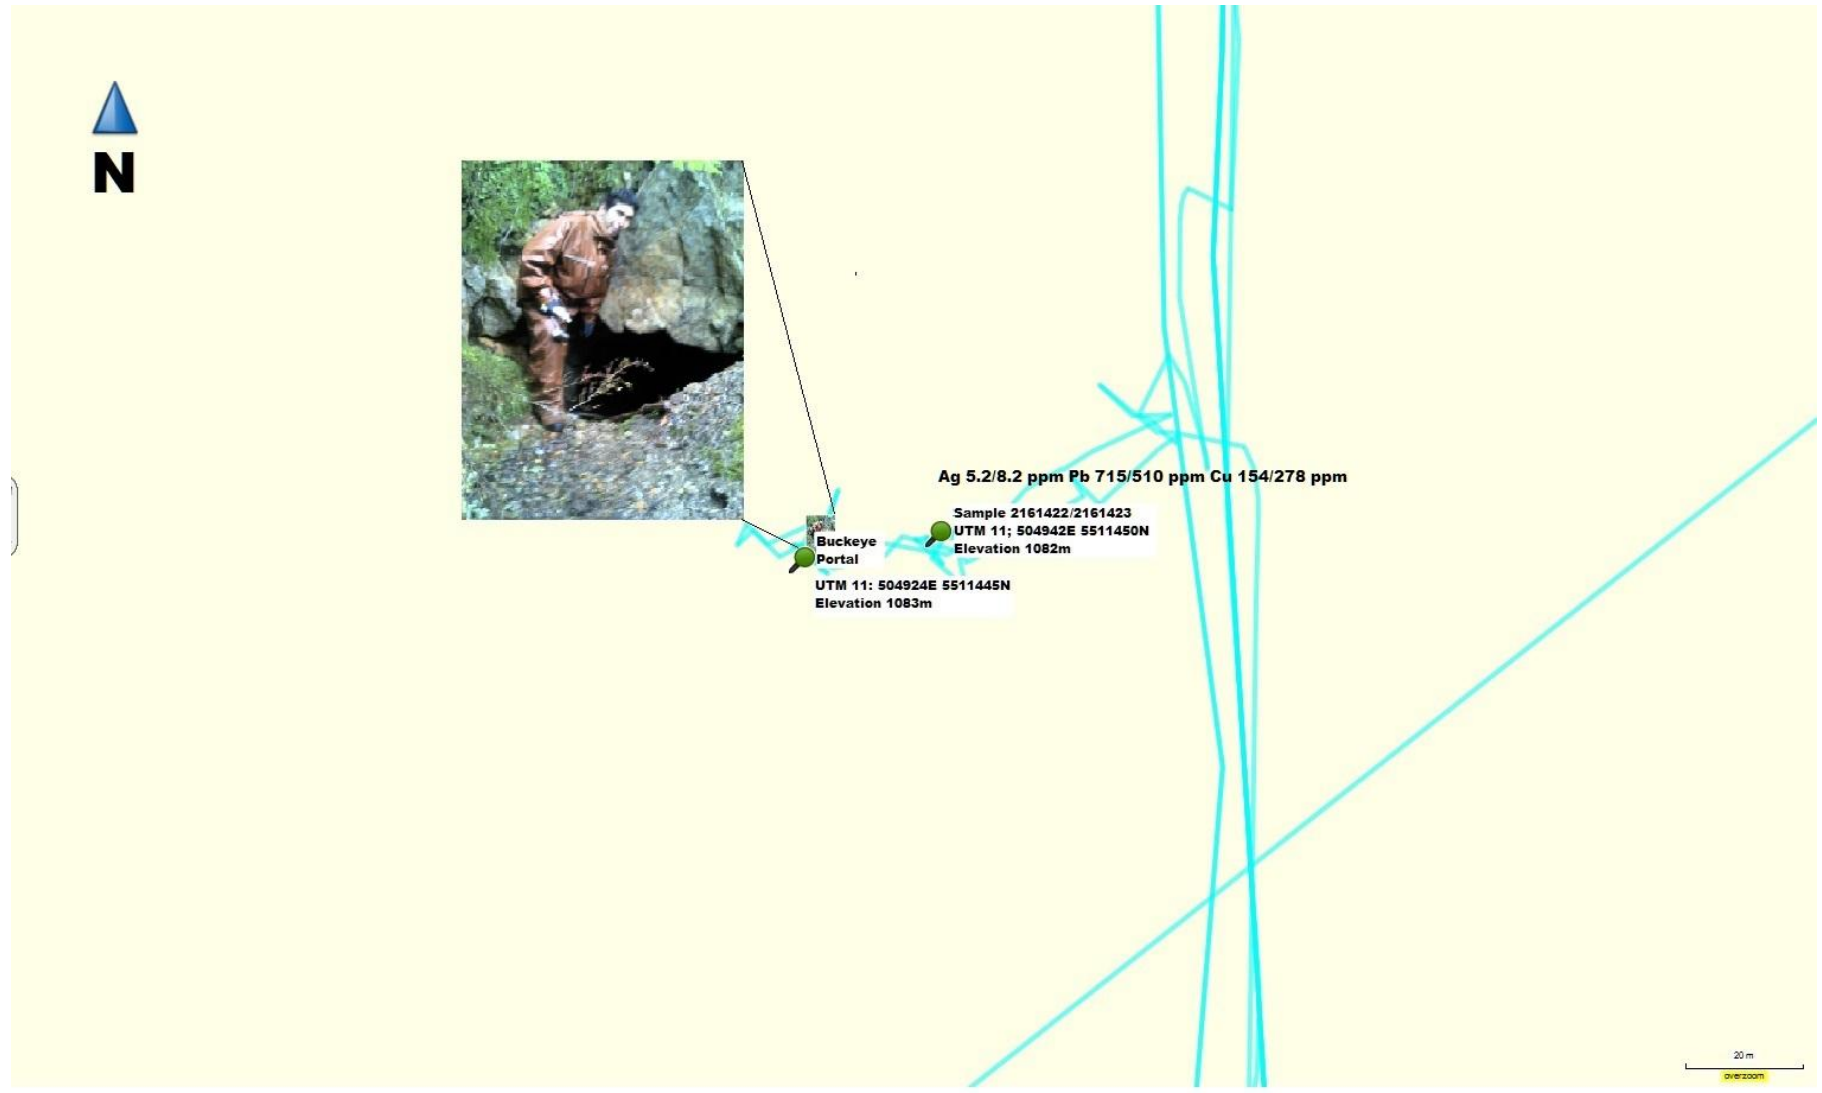 N
Ag 5.2/8.2 ppm Pb 715/510 ppm Cu 154/278 ppm
Sample 2161422/2161423
UTM 11; 504942E 5511450N
Elevation 1082m
Buckeye
Portal
UTM 11: 504924E 5511445N
Elevation 1083m
20 m
overzoom